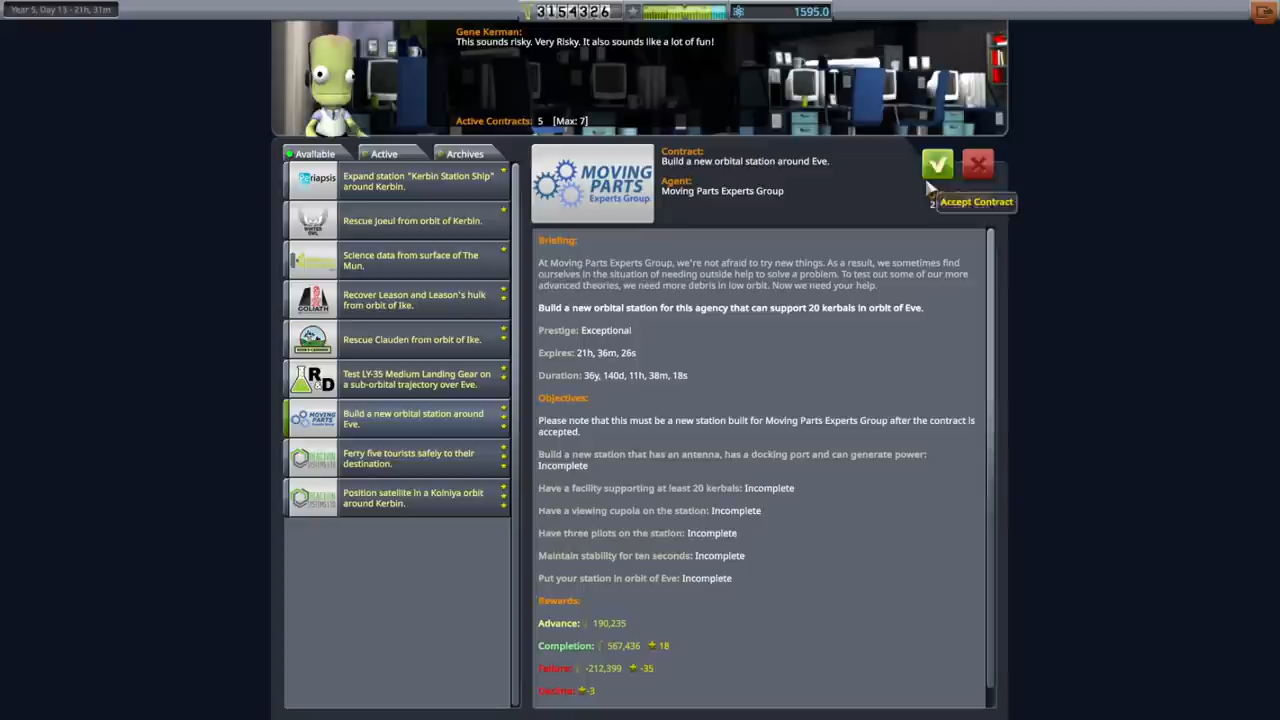 Year 5, Day 13 - 21h, 31m
3154326
1595.0
Gene Kerman:
This sounds risky. Very Risky. It also sounds like a lot of fun!
Active Contracts: 5 [Max: 7]
Available
Active
Archives
Periapsis
Expand station "Kerbin Station Ship"
around Kerbin.
WINTER
OWL
Rescue Joeul from orbit of Kerbin.
Science data from surface of The
Mun.
GOLIATH
Recover Leason and Leason's hulk
from orbit of Ike.
Rescue Clauden from orbit of Ike.
R&D
Test LY-35 Medium Landing Gear on
a sub-orbital trajectory over Eve.
MOVING
PARTS
Build a new orbital station around
Eve.
Ferry five tourists safely to their
destination.
Position satellite in a Kolniya orbit
around Kerbin.
MOVING
PARTS
Experts Group
Contract:
Build a new orbital station around Eve.
Agent:
Moving Parts Experts Group
2
Accept Contract
Briefing:
At Moving Parts Experts Group, we're not afraid to try new things. As a result, we sometimes find
ourselves in the situation of needing outside help to solve a problem. To test out some of our more
advanced theories, we need more debris in low orbit. Now we need your help.
Build a new orbital station for this agency that can support 20 kerbals in orbit of Eve.
Prestige: Exceptional
Expires: 21h, 36m, 26s
Duration: 36y, 140d, 11h, 38m, 18s
Objectives:
Please note that this must be a new station built for Moving Parts Experts Group after the contract is
accepted.
Build a new station that has an antenna, has a docking port and can generate power:
Incomplete
Have a facility supporting at least 20 kerbals: Incomplete
Have a viewing cupola on the station: Incomplete
Have three pilots on the station: Incomplete
Maintain stability for ten seconds: Incomplete
Put your station in orbit of Eve: Incomplete
Rewards:
Advance: 190,235
Completion: 567,436 18
Failure: -212,399 -35
Decline: -3